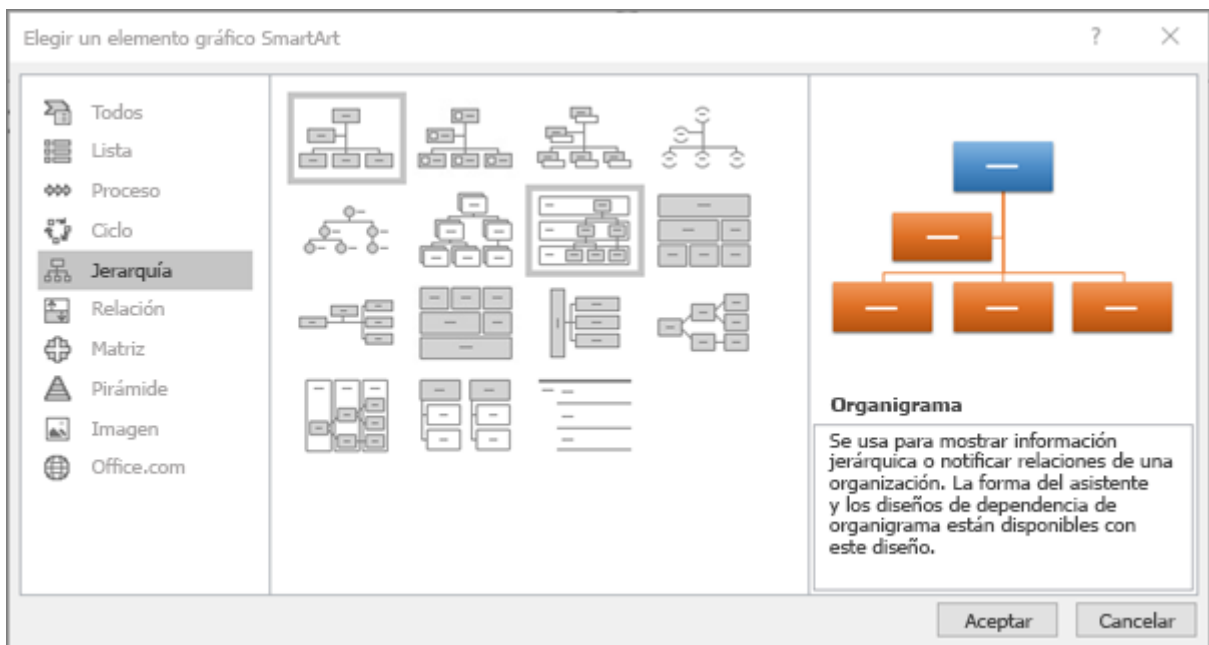 Elegir un elemento gráfico SmartArt
?
Todos
Lista
Proceso
Ciclo
Jerarquía
Relación
Matriz
Pirámide
Imagen
Office.com
Organigrama
Se usa para mostrar información
jerárquica o notificar relaciones de una
organización. La forma del asistente
y los diseños de dependencia de
organigrama están disponibles con
este diseño.
Aceptar
Cancelar